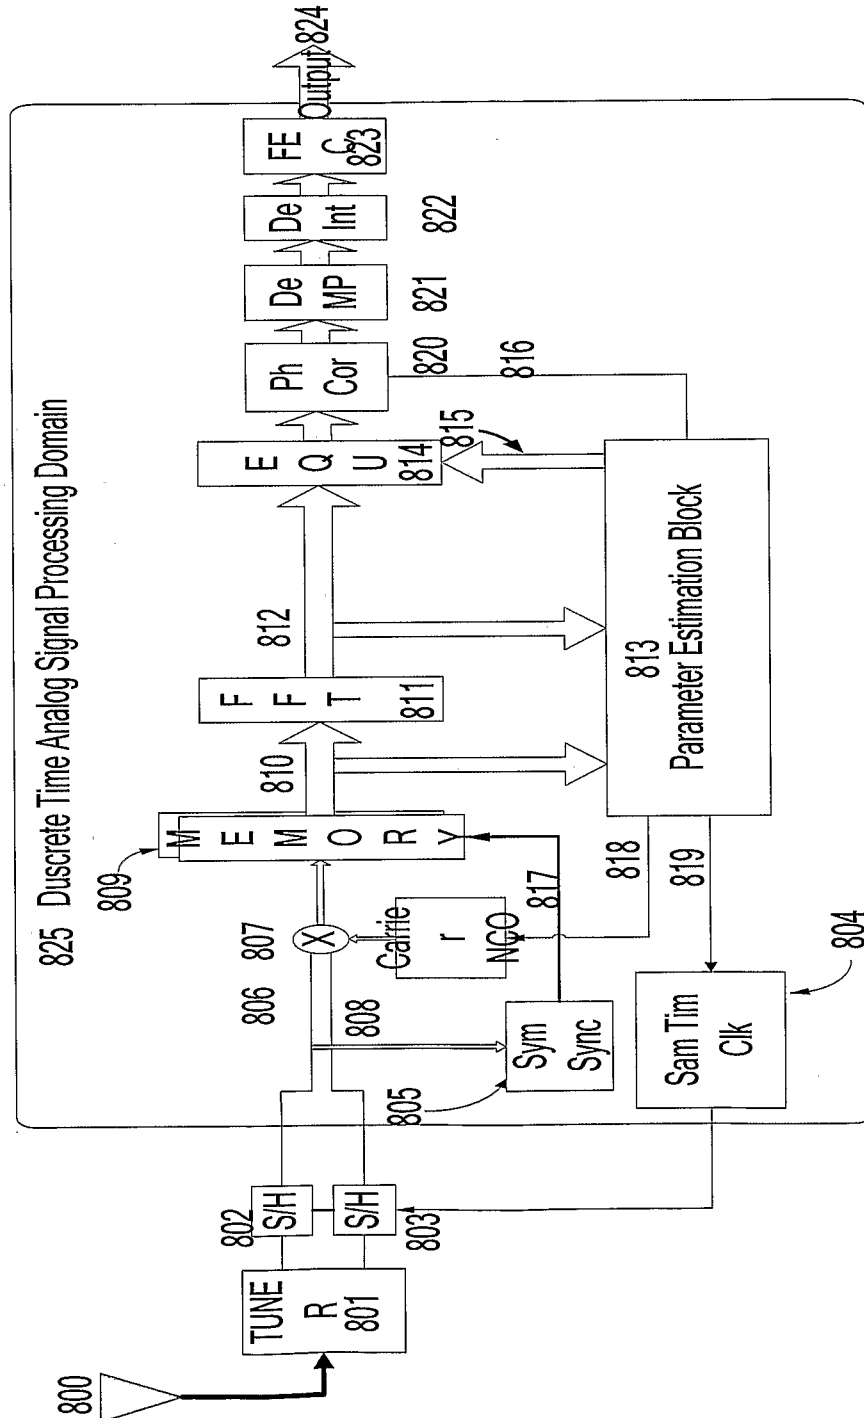 825 Duscrete Time Analog Signal Processing Domain
800
TUNE
R
801
802
S/H
S/H
803
806
808
807
X
805
Sym
Sync
Carrie
r
NCO
817
809
M
E
M
O
R
Y
810
F
F
T
811
812
E
Q
U
814
815
Ph
Cor
820
816
De
MP
821
De
Int
822
FE
C
823
Output
824
813
Parameter Estimation Block
818
819
Sam Tim
Clk
804